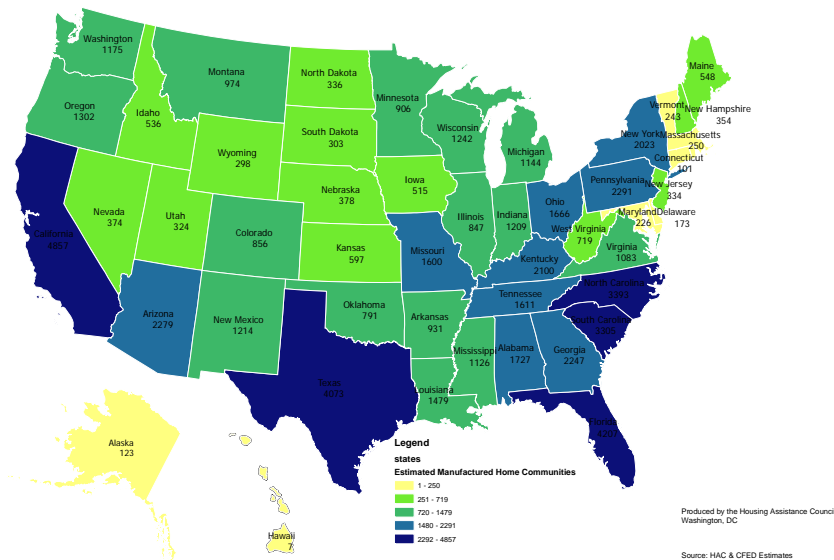 Washington
1175
Oregon
1302
Idaho
536
Montana
974
North Dakota
336
Minnesota
906
Wisconsin
1242
Michigan
1144
Maine
548
Vermont
243
New Hampshire
354
New York
2023
Massachusetts
250
Connecticut
101
South Dakota
303
Wyoming
298
Nebraska
378
Iowa
515
Pennsylvania
2291
New Jersey
334
Maryland
226
Delaware
173
Ohio
1666
West Virginia
719
Virginia
1083
Illinois
847
Indiana
1209
California
4857
Nevada
374
Utah
324
Colorado
856
Kansas
597
Missouri
1600
Kentucky
2100
North Carolina
3393
Tennessee
1611
South Carolina
3305
Arizona
2279
New Mexico
1214
Oklahoma
791
Arkansas
931
Mississippi
1126
Alabama
1727
Georgia
2247
Louisiana
1479
Texas
4073
Florida
4207
Alaska
123
Hawaii
7
Legend
states
Estimated Manufactured Home Communities
1 - 250
251 - 719
720 - 1479
1480 - 2291
2292 - 4857
Produced by the Housing Assistance Counci
Washington, DC
Source: HAC & CFED Estimates